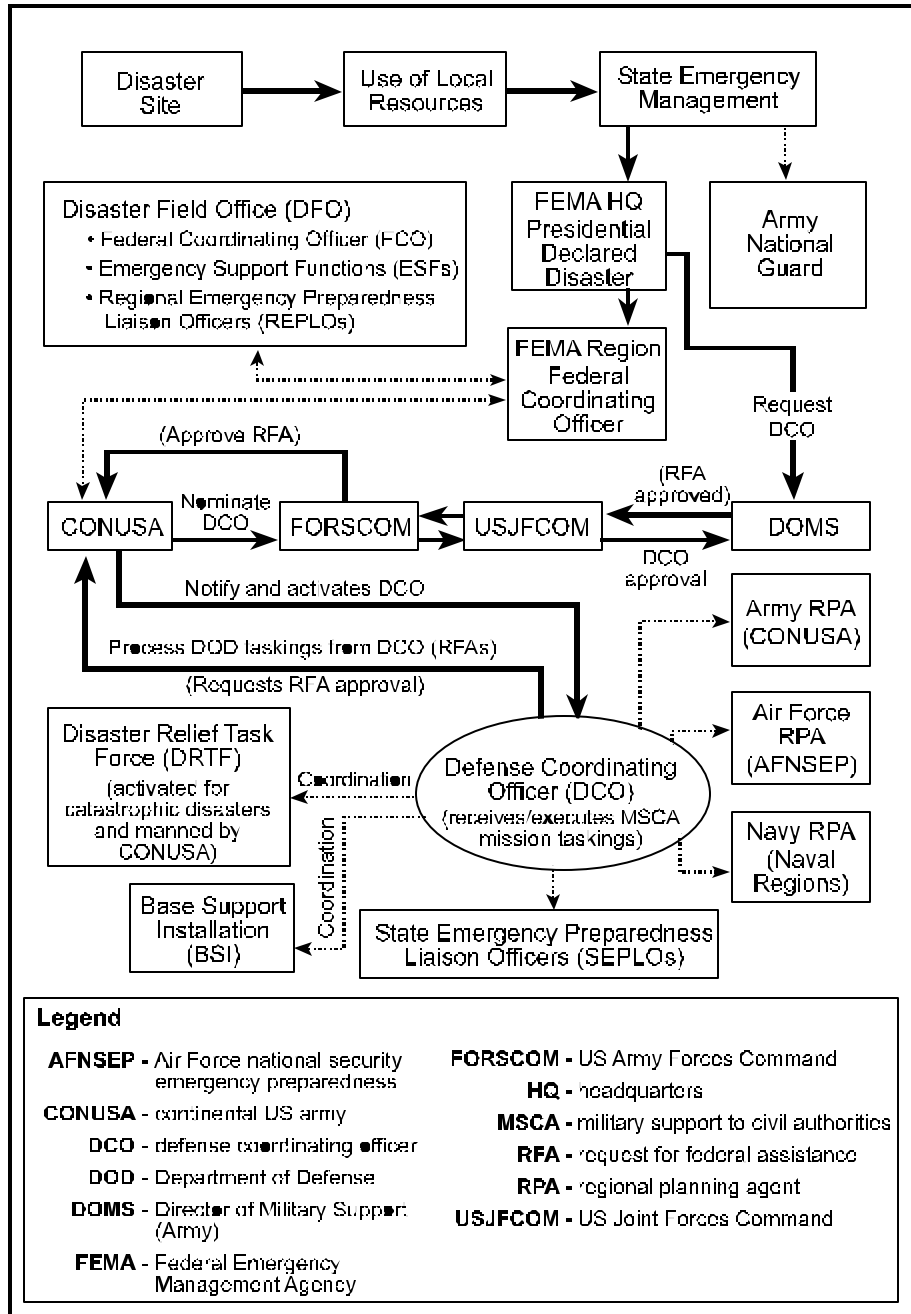 Disaster
Site
Use of Local
Resources
State Emergency
Management
Disaster Field Office (DFO)
• Federal Coordinating Officer (FCO)
• Emergency Support Functions (ESFs)
• Regional Emergency Preparedness
Liaison Officers (REPLOs)
FEMA HQ
Presidential
Declared
Disaster
Army
National
Guard
FEMA Region
Federal
Coordinating
Officer
Request
DCO
(Approve RFA)
(RFA
approved)
Nominate
DCO
CONUSA
FORSCOM
USJFCOM
DOMS
DCO
approval
Notify and activates DCO
Process DOD taskings from DCO (RFAs)
(Requests RFA approval)
Army RPA
(CONUSA)
Air Force
RPA
(AFNSEP)
Navy RPA
(Naval
Regions)
Disaster Relief Task
Force (DRTF)
(activated for
catastrophic disasters
and manned by
CONUSA)
Coordination
Defense Coordinating
Officer (DCO)
(receives/executes MSCA
mission taskings)
Coordination
Base Support
Installation
(BSI)
State Emergency Preparedness
Liaison Officers (SEPLOs)
Legend
AFNSEP - Air Force national security
emergency preparedness
CONUSA - continental US army
DCO - defense coordinating officer
DOD - Department of Defense
DOMS - Director of Military Support
(Army)
FEMA - Federal Emergency
Management Agency
FORSCOM - US Army Forces Command
HQ - headquarters
MSCA - military support to civil authorities
RFA - request for federal assistance
RPA - regional planning agent
USJFCOM - US Joint Forces Command